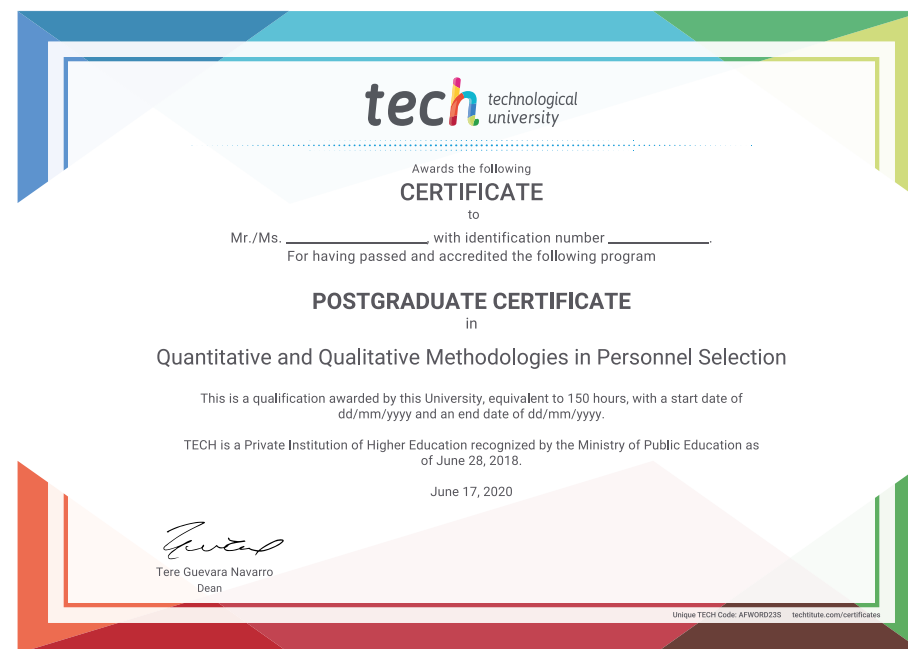 tech technological
university
Awards the following
CERTIFICATE
to
Mr./Ms. ____________________, with identification number ______________.
For having passed and accredited the following program
POSTGRADUATE CERTIFICATE
in
Quantitative and Qualitative Methodologies in Personnel Selection
This is a qualification awarded by this University, equivalent to 150 hours, with a start date of
dd/mm/yyyy and an end date of dd/mm/yyyy.
TECH is a Private Institution of Higher Education recognized by the Ministry of Public Education as
of June 28, 2018.
June 17, 2020
Tere Guevara Navarro
Dean
Unique TECH Code: AFWORD23S techtitute.com/certificates